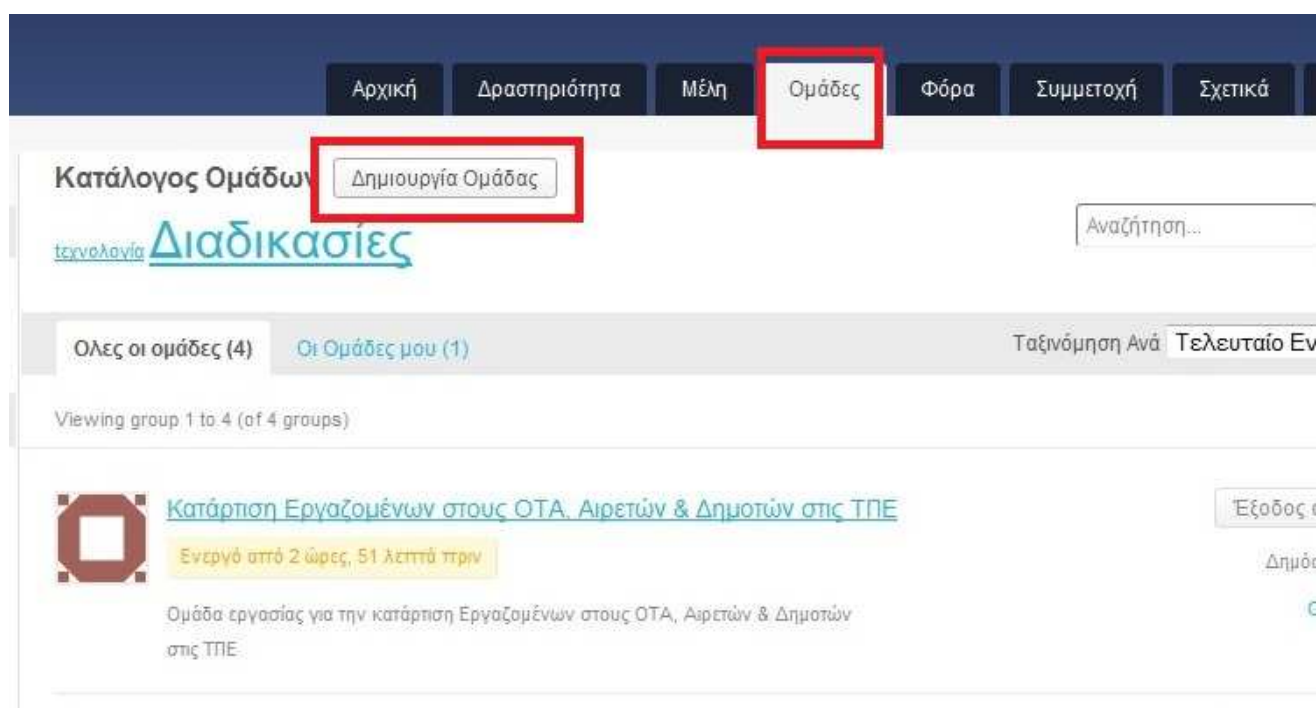 Αρχική Δραστηριότητα Μέλη Ομάδες Φόρα Συμμετοχή Σχετικά
Κατάλογος Ομάδων Δημιουργία Ομάδας
τεχνολογία Διαδικασίες
Αναζήτηση...
Ολες οι ομάδες (4) Οι Ομάδες μου (1) Ταξινόμηση Ανά Τελευταίο
Viewing group 1 to 4 (of 4 groups)
Κατάρτιση Εργαζομένων στους ΟΤΑ, Αιρετών & Δημοτών στις ΤΠΕ
Έξοδος
Ενεργό από 2 ώρες, 51 λεπτά πριν
Ομάδα εργασίας για την κατάρτιση Εργαζομένων στους ΟΤΑ, Αιρετών & Δημοτών
στις ΤΠΕ